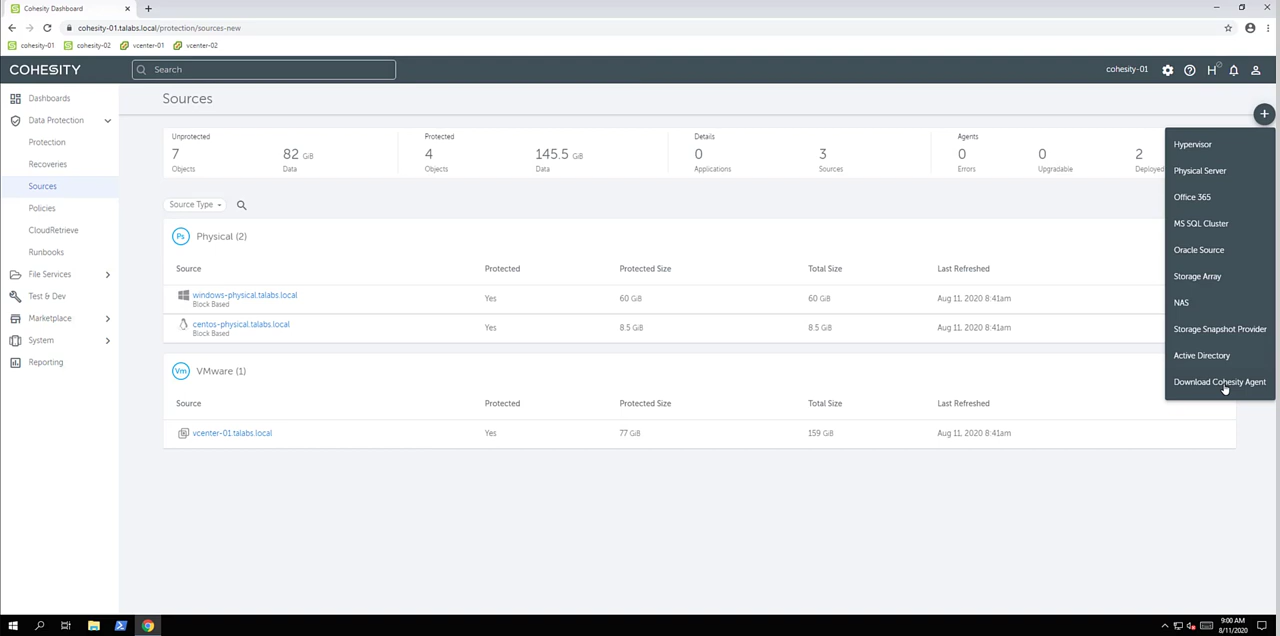 Cohesity Dashboard
cohesity-01.talabs.local/protection/sources-new
cohesity-01 cohesity-02 vcenter-01 vcenter-02
COHESITY Search cohesity-01 H
Dashboards
Data Protection
Protection
Recoveries
Sources
Policies
CloudRetrieve
Runbooks
File Services
Test & Dev
Marketplace
System
Reporting
Sources
Unprotected Protected Details Agents
7 82 GiB 4 145.5 GiB 0 3 0 0 2
Objects Data Objects Data Applications Sources Errors Upgradable Deployed
Source Type
Ps Physical (2)
Source Protected Protected Size Total Size Last Refreshed
windows-physical.talabs.local Yes 60 GiB 60 GiB Aug 11, 2020 8:41am
Block Based
centos-physical.talabs.local Yes 8.5 GiB 8.5 GiB Aug 11, 2020 8:41am
Block Based
Vm VMware (1)
Source Protected Protected Size Total Size Last Refreshed
vcenter-01.talabs.local Yes 77 GiB 159 GiB Aug 11, 2020 8:41am
Hypervisor
Physical Server
Office 365
MS SQL Cluster
Oracle Source
Storage Array
NAS
Storage Snapshot Provider
Active Directory
Download Cohesity Agent
9:00 AM
8/11/2020